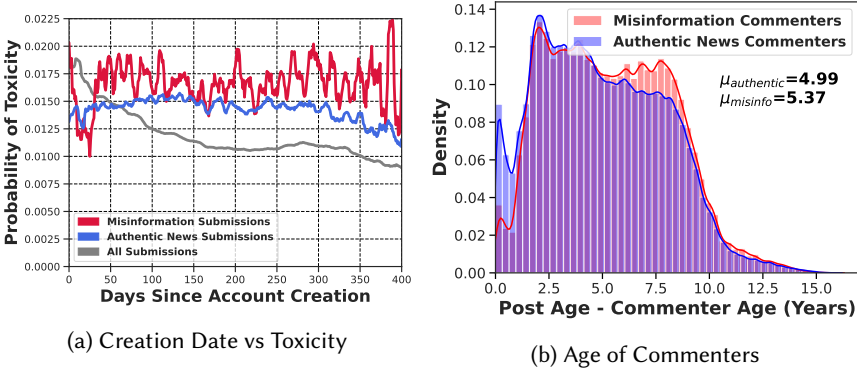 0.0225
0.0200
0.0175
0.0150
0.0125
0.0100
0.0075
0.0050
0.0025
0.0000
Probability of Toxicity
Misinformation Submissions
Authentic News Submissions
All Submissions
0 50 100 150 200 250 300 350 400
Days Since Account Creation
(a) Creation Date vs Toxicity
0.14
0.12
0.10
0.08
0.06
0.04
0.02
0.00
Density
Misinformation Commenters
Authentic News Commenters
μauthentic=4.99
μmisinfo=5.37
0.0 2.5 5.0 7.5 10.0 12.5 15.0
Post Age - Commenter Age (Years)
(b) Age of Commenters